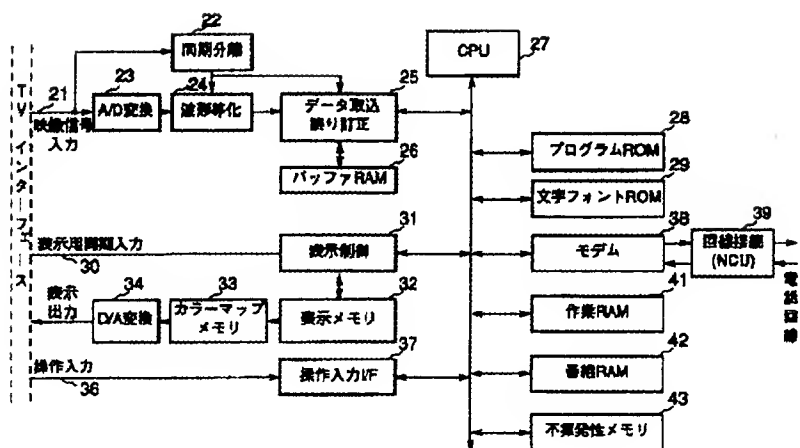 22
同期分離
CPU
27
TVインターフェース
21
映像信号
入力
23
A/D変換
24
波形等化
25
データ取込
誤り訂正
26
バッファRAM
28
プログラムROM
29
文字フォントROM
38
モデム
39
回線接続
(NCU)
電話回線
表示用同期入力
30
31
表示制御
表示
出力
34
D/A変換
33
カラーマップ
メモリ
32
表示メモリ
41
作業RAM
42
番組RAM
操作入力
36
37
操作入力I/F
43
不揮発性メモリ